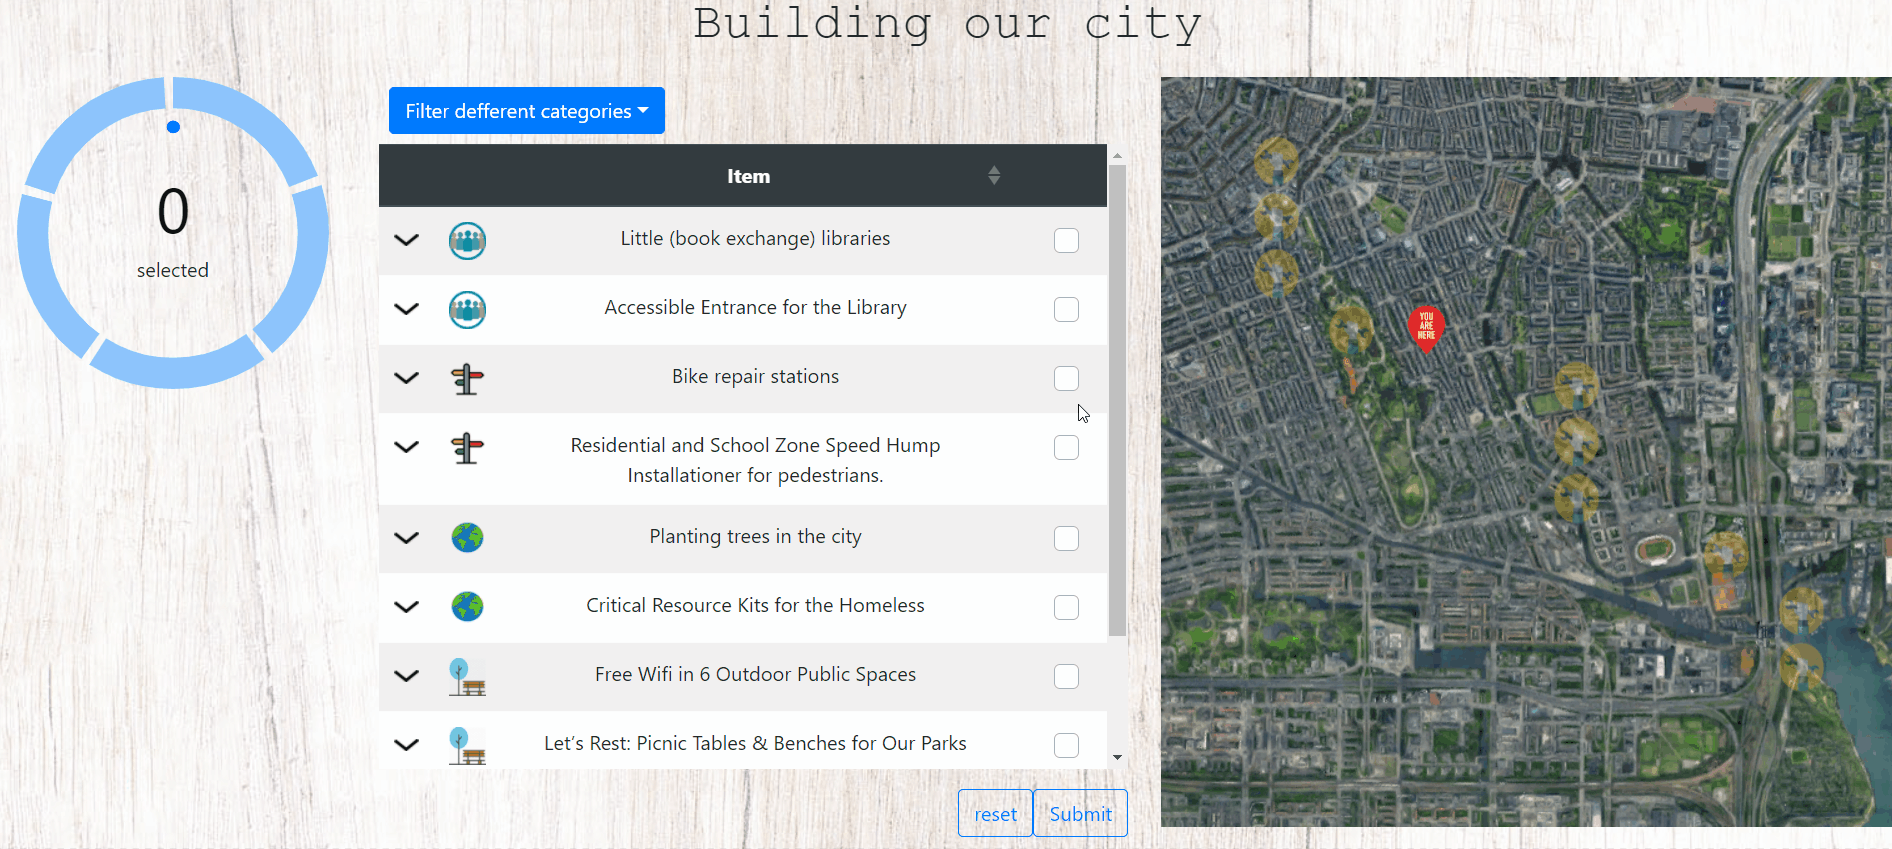 Building our city
0
selected
Filter defferent categories
Item
Little (book exchange) libraries
Accessible Entrance for the Library
Bike repair stations
Residential and School Zone Speed Hump
Installationer for pedestrians.
Planting trees in the city
Critical Resource Kits for the Homeless
Free Wifi in 6 Outdoor Public Spaces
Let’s Rest: Picnic Tables & Benches for Our Parks
reset
Submit
YOU
ARE
HERE